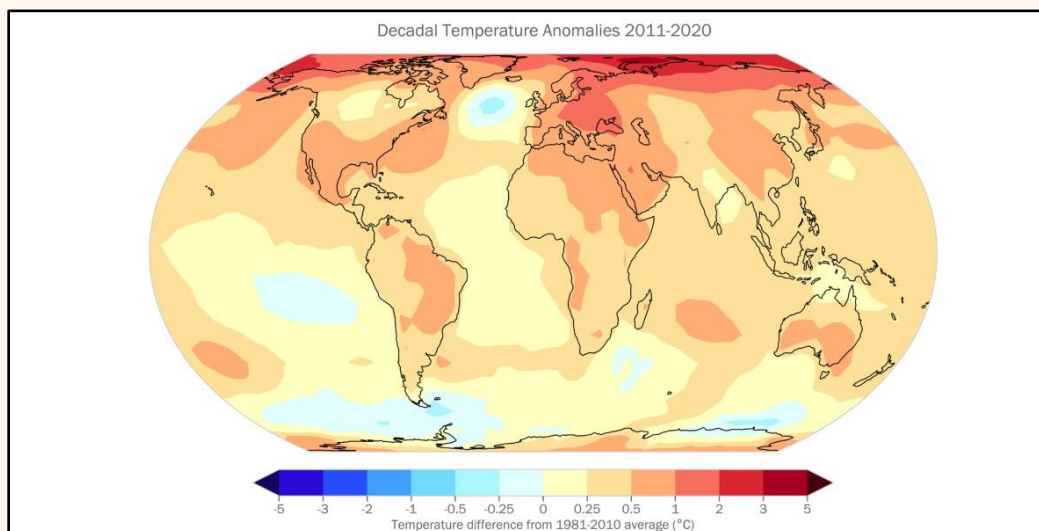 Decadal Temperature Anomalies 2011-2020
-5 -3 -2 -1 -0.5 -0.25 0 0.25 0.5 1 2 3 5
Temperature difference from 1981-2010 average (°C)